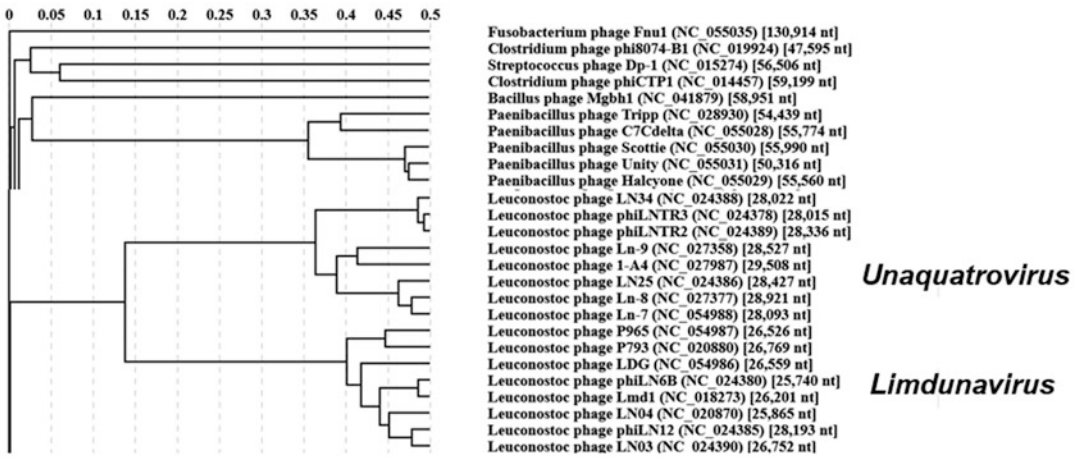 0 0.05 0.1 0.15 0.2 0.25 0.3 0.35 0.4 0.45 0.5
Fusobacterium phage Fnu1 (NC_055035) [130,914 nt]
Clostridium phage phi8074-B1 (NC_019924) [47,595 nt]
Streptococcus phage Dp-1 (NC_015274) [56,506 nt]
Clostridium phage phiCTP1 (NC_014457) [59,199 nt]
Bacillus phage Mgbh1 (NC_041879) [58,951 nt]
Paenibacillus phage Tripp (NC_028930) [54,439 nt]
Paenibacillus phage C7Cdelta (NC_055028) [55,774 nt]
Paenibacillus phage Scottie (NC_055030) [55,990 nt]
Paenibacillus phage Unity (NC_055031) [50,316 nt]
Paenibacillus phage Halcyone (NC_055029) [55,560 nt]
Leuconostoc phage LN34 (NC_024388) [28,022 nt]
Leuconostoc phage phiLNTR3 (NC_024378) [28,015 nt]
Leuconostoc phage phiLNTR2 (NC_024389) [28,336 nt]
Leuconostoc phage Ln-9 (NC_027358) [28,527 nt]
Leuconostoc phage 1-A4 (NC_027987) [29,508 nt]
Unaquatrovirus
Leuconostoc phage LN25 (NC_024386) [28,427 nt]
Leuconostoc phage Ln-8 (NC_027377) [28,921 nt]
Leuconostoc phage Ln-7 (NC_054988) [28,093 nt]
Leuconostoc phage P965 (NC_054987) [26,526 nt]
Leuconostoc phage P793 (NC_020880) [26,769 nt]
Leuconostoc phage LDG (NC_054986) [26,559 nt]
Leuconostoc phage phiLN6B (NC_024380) [25,740 nt]
Limdunavirus
Leuconostoc phage Lmd1 (NC_018273) [26,201 nt]
Leuconostoc phage LN04 (NC_020870) [25,865 nt]
Leuconostoc phage phiLN12 (NC_024385) [28,193 nt]
Leuconostoc phage LN03 (NC_024390) [26,752 nt]